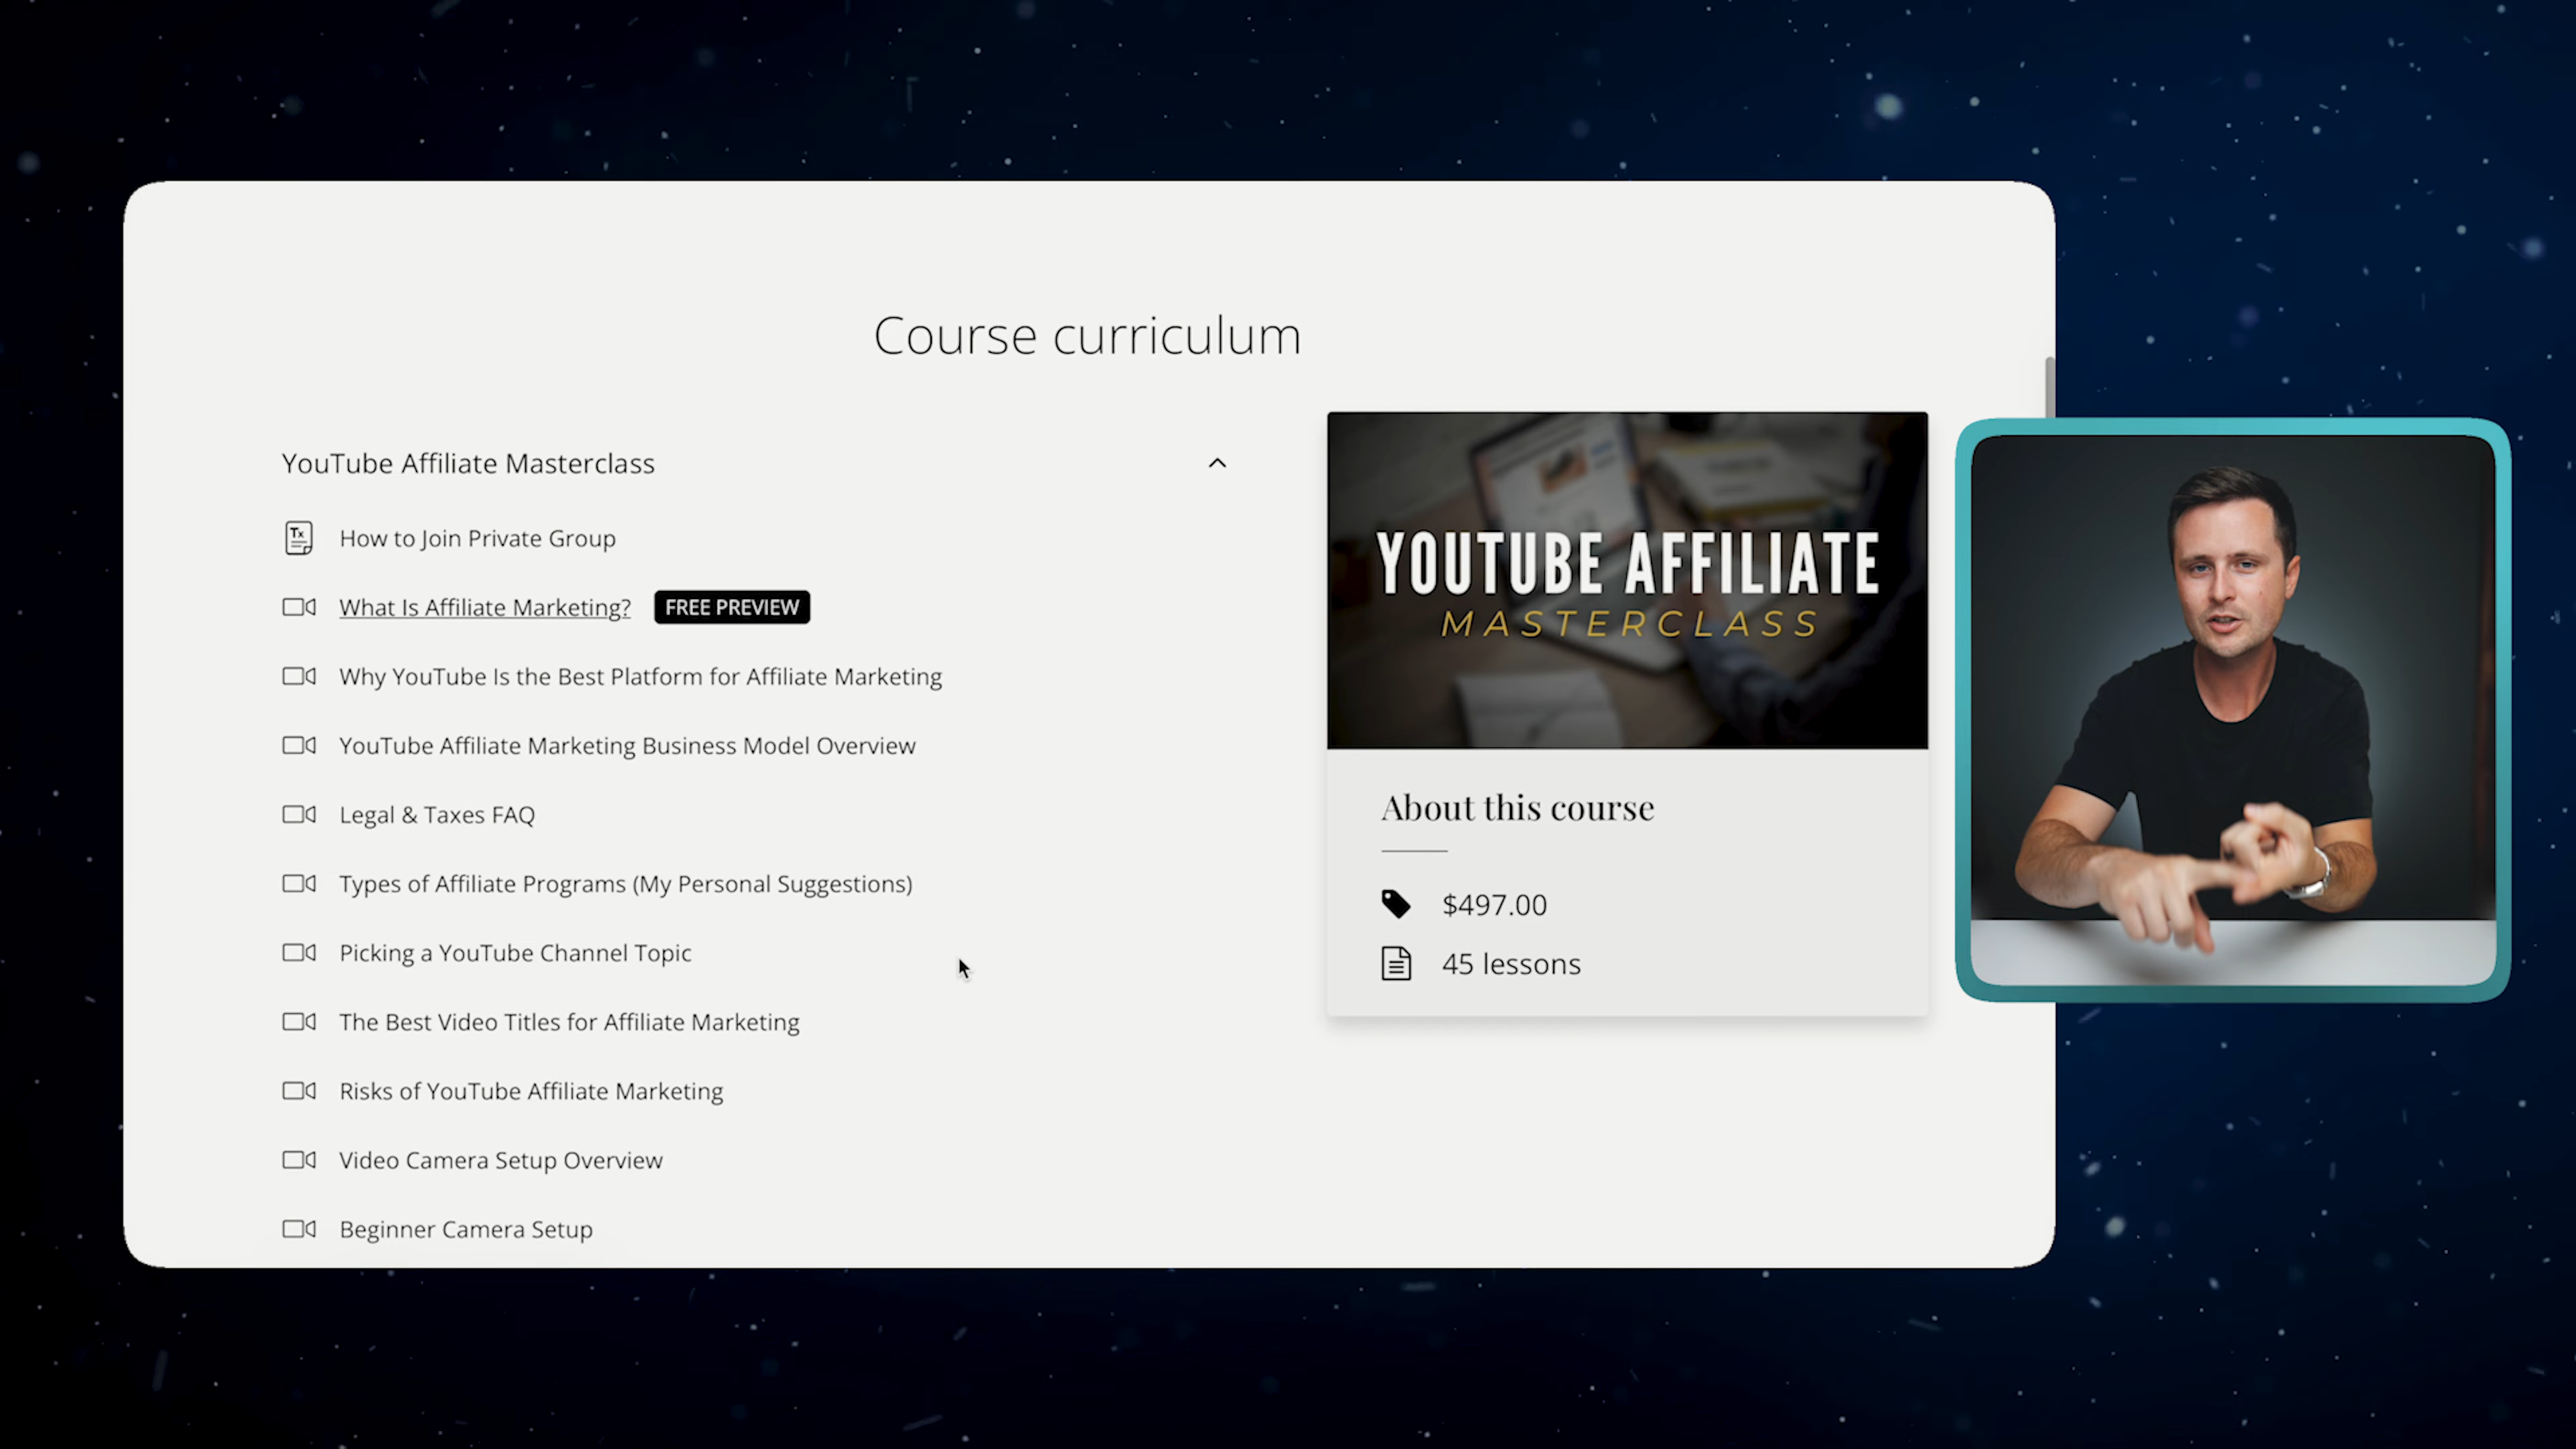 Course curriculum
YouTube Affiliate Masterclass
Tx
How to Join Private Group
What Is Affiliate Marketing?
FREE PREVIEW
Why YouTube Is the Best Platform for Affiliate Marketing
YouTube Affiliate Marketing Business Model Overview
Legal & Taxes FAQ
Types of Affiliate Programs (My Personal Suggestions)
Picking a YouTube Channel Topic
The Best Video Titles for Affiliate Marketing
Risks of YouTube Affiliate Marketing
Video Camera Setup Overview
Beginner Camera Setup
YOUTUBE AFFILIATE
MASTERCLASS
About this course
$497.00
45 lessons